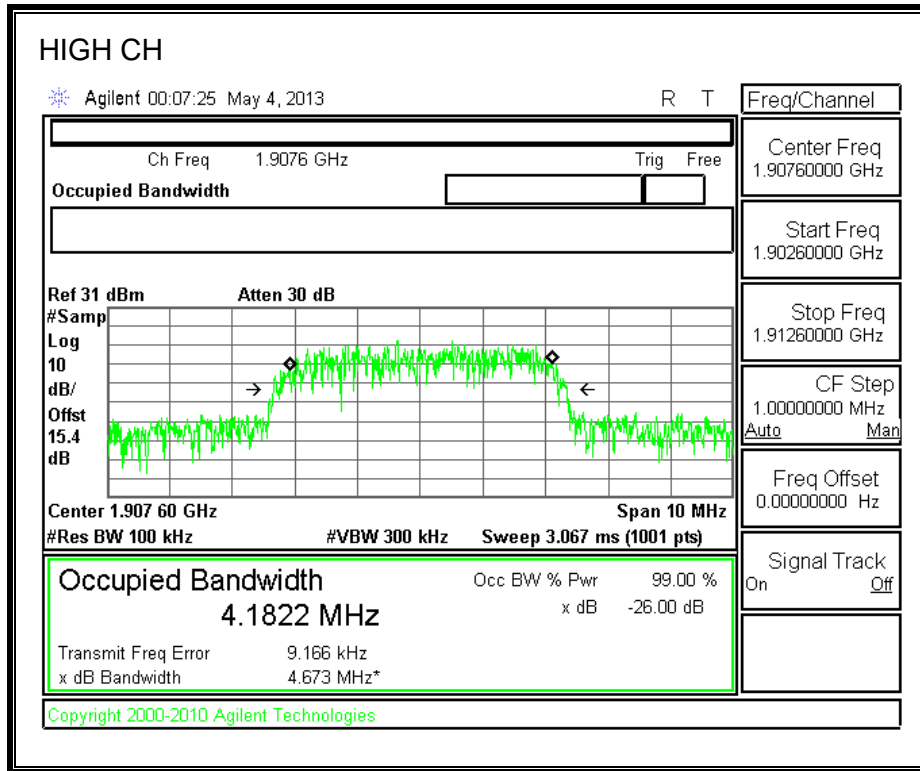 HIGH CH
Agilent 00:07:25 May 4, 2013 R T
Freq/Channel
Ch Freq 1.9076 GHz Trig Free
Occupied Bandwidth
Center Freq
1.90760000 GHz
Start Freq
1.90260000 GHz
Stop Freq
1.91260000 GHz
CF Step
1.00000000 MHz
Auto Man
Freq Offset
0.00000000 Hz
Signal Track
On Off
Ref 31 dBm Atten 30 dB
#Samp
Log
10
dB/
Offst
15.4
dB
Center 1.907 60 GHz Span 10 MHz
#Res BW 100 kHz #VBW 300 kHz Sweep 3.067 ms (1001 pts)
Occupied Bandwidth Occ BW % Pwr 99.00 %
4.1822 MHz x dB -26.00 dB
Transmit Freq Error 9.166 kHz
x dB Bandwidth 4.673 MHz*
Copyright 2000-2010 Agilent Technologies